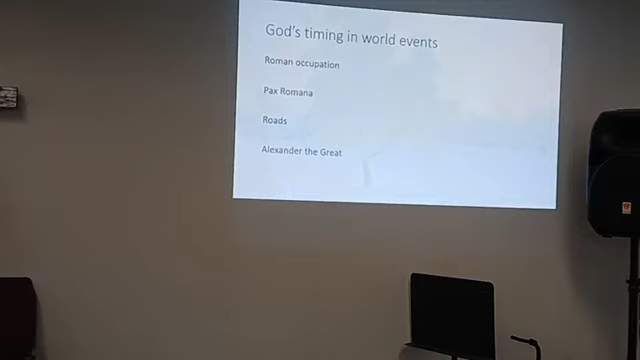 God's timing in world events
Roman occupation
Pax Romana
Roads
Alexander the Great